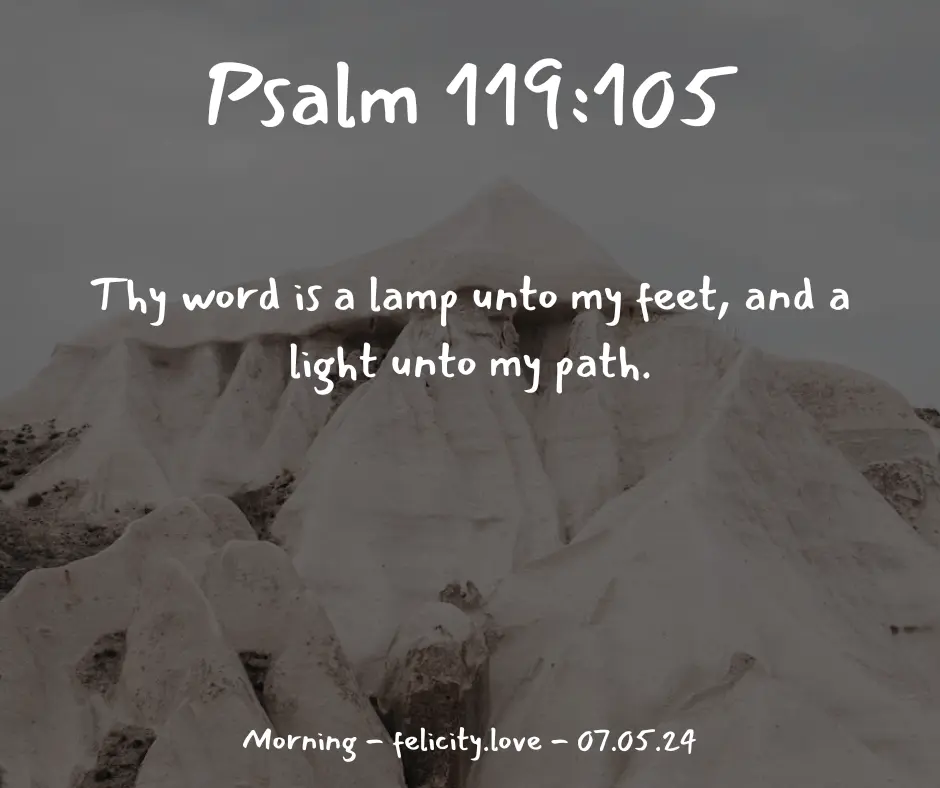 Psalm 119:105
Thy word is a lamp unto my feet, and a
light unto my path.
Morning - felicity.love - 07.05.24